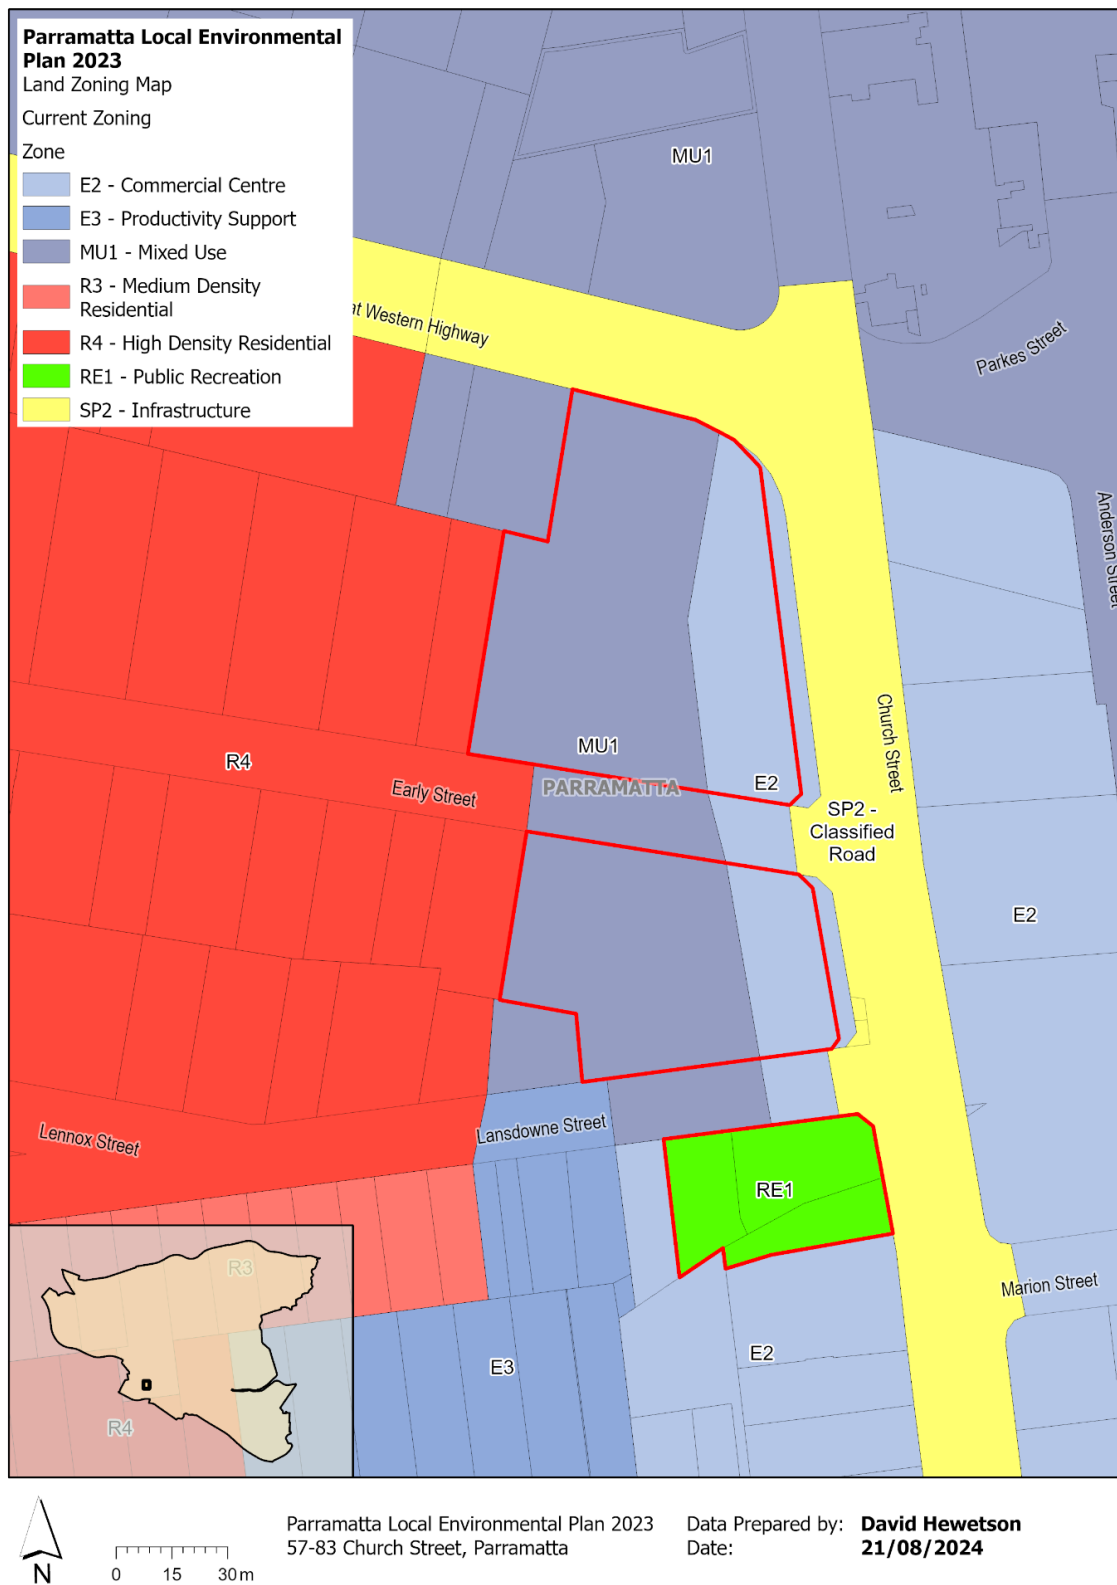 Parramatta Local Environmental
Plan 2023
Land Zoning Map
Current Zoning
Zone
E2 - Commercial Centre
E3 - Productivity Support
MU1 - Mixed Use
R3 - Medium Density
Residential
R4 - High Density Residential
RE1 - Public Recreation
SP2 - Infrastructure
MU1
at Western Highway
Parkes Street
Anderson Street
Church Street
MU1
R4
Early Street
PARRAMATTA
E2
SP2 -
Classified
Road
E2
Lennox Street
Lansdowne Street
RE1
Marion Street
R3
E2
E3
R4
N
0 15 30 m
Parramatta Local Environmental Plan 2023
57-83 Church Street, Parramatta
Data Prepared by: David Hewetson
Date: 21/08/2024